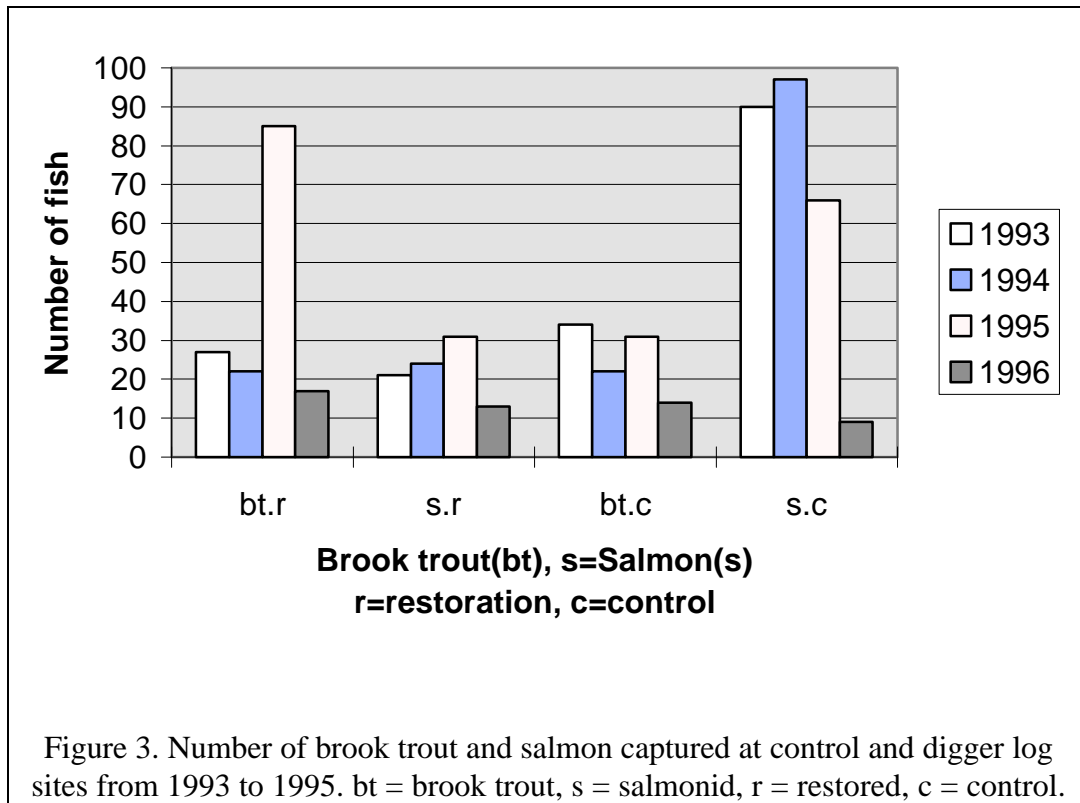 100
90
80
70
60
50
40
30
20
10
0
Number of fish
bt.r s.r bt.c s.c
Brook trout(bt), s=Salmon(s)
r=restoration, c=control
1993
1994
1995
1996
Figure 3. Number of brook trout and salmon captured at control and digger log
sites from 1993 to 1995. bt = brook trout, s = salmonid, r = restored, c = control.